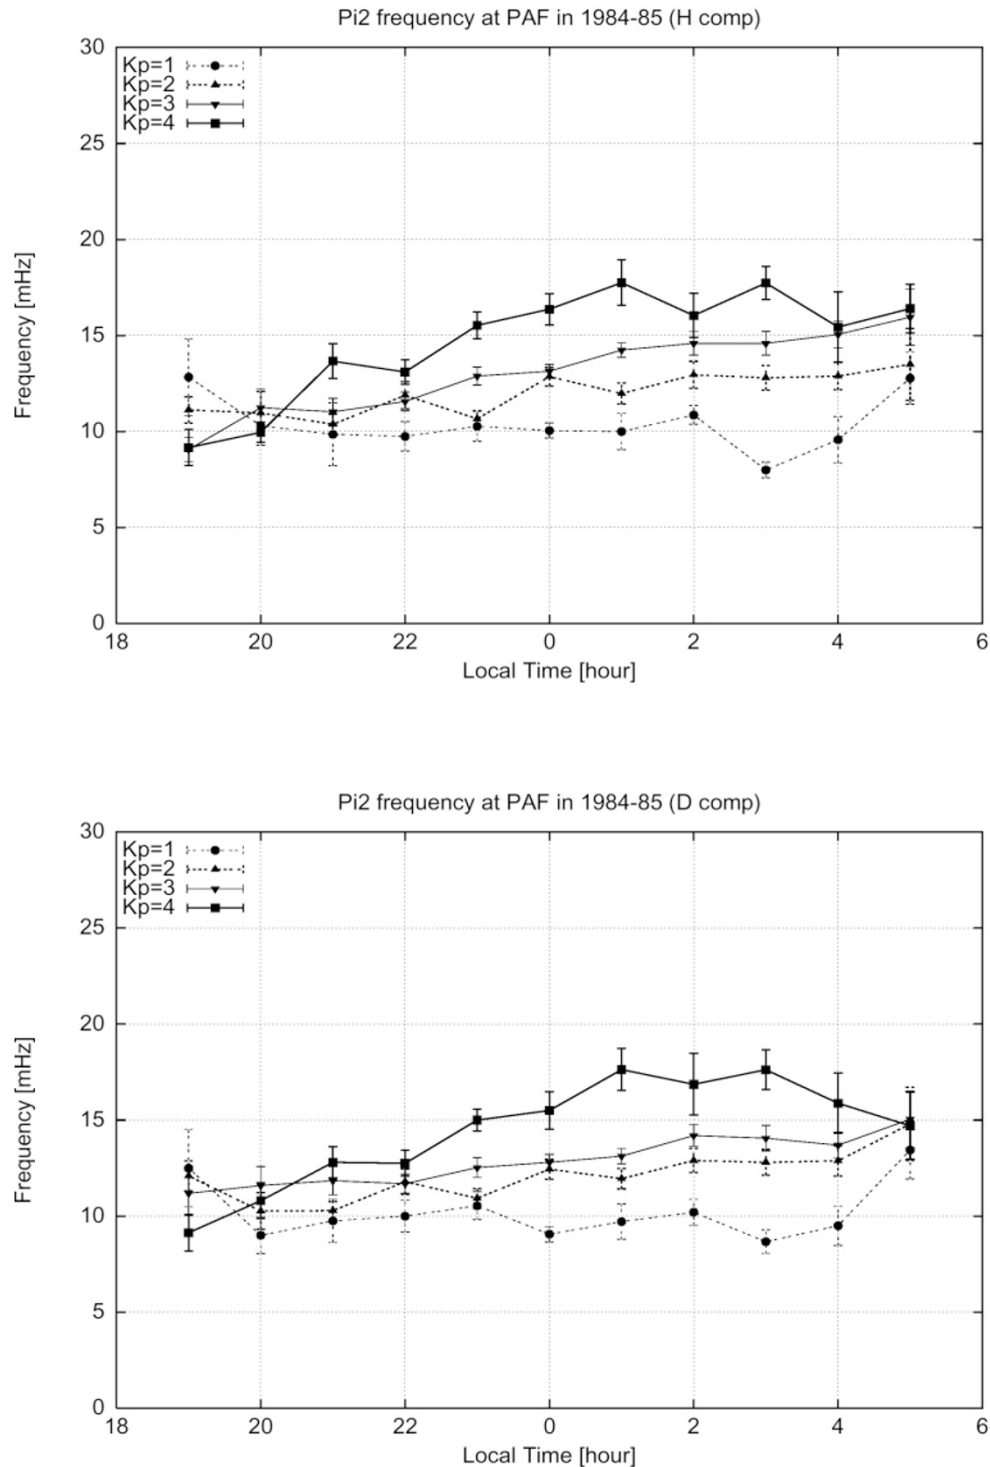 Pi2 frequency at PAF in 1984-85 (H comp)
30
25
20
15
10
5
0
Frequency [mHz]
Kp=1
Kp=2
Kp=3
Kp=4
18 20 22 0 2 4 6
Local Time [hour]
Pi2 frequency at PAF in 1984-85 (D comp)
30
25
20
15
10
5
0
Frequency [mHz]
Kp=1
Kp=2
Kp=3
Kp=4
18 20 22 0 2 4 6
Local Time [hour]